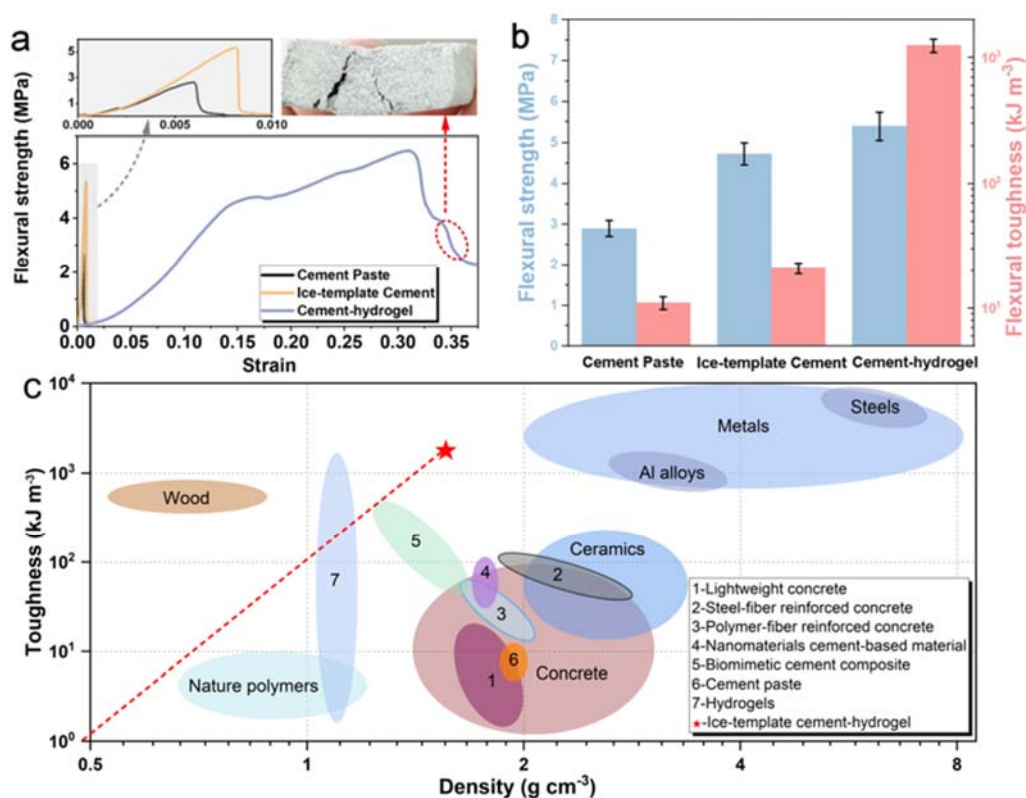 a
5
3
1
0.000
0.005
0.010
Flexural strength (MPa)
6
4
2
0
Cement Paste
Ice-template Cement
Cement-hydrogel
0.00
0.05
0.10
0.15
0.20
0.25
0.30
0.35
Strain
b
Flexural strength (MPa)
8
7
6
5
4
3
2
1
0
Cement Paste
Ice-template Cement
Cement-hydrogel
10³
10²
10¹
Flexural toughness (kJ m⁻³)
c
Toughness (kJ m⁻³)
10⁴
10³
10²
10¹
10⁰
Steels
Metals
Al alloys
Wood
5
Ceramics
4
2
7
3
6
Concrete
1
Nature polymers
1-Lightweight concrete
2-Steel-fiber reinforced concrete
3-Polymer-fiber reinforced concrete
4-Nanomaterials cement-based material
5-Biomimetic cement composite
6-Cement paste
7-Hydrogels
★-Ice-template cement-hydrogel
0.5
1
2
4
8
Density (g cm⁻³)